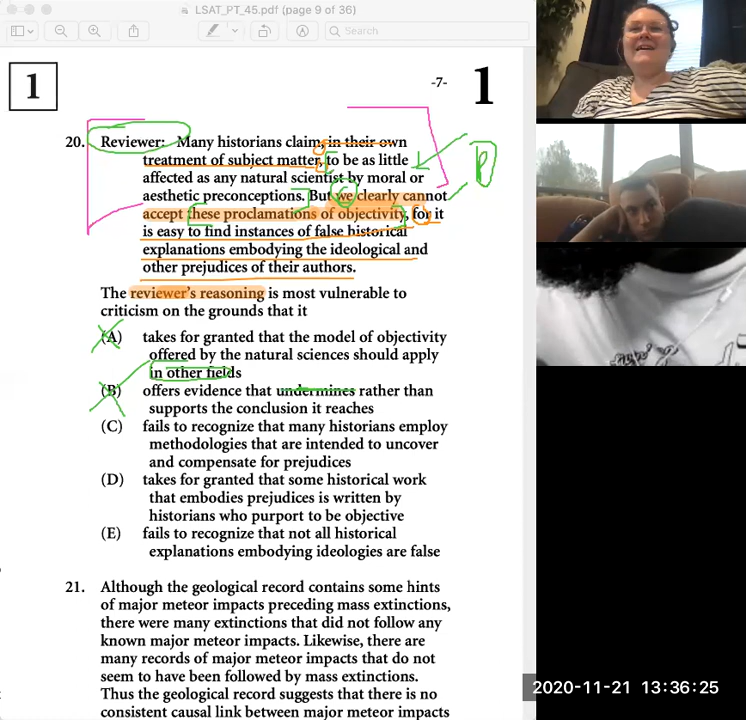 LSAT_PT_45.pdf (page 9 of 36)
Search
1
-7-
1
20. Reviewer: Many historians claim, in their own
treatment of subject matter, to be as little
affected as any natural scientist by moral or
aesthetic preconceptions. But we clearly cannot
accept these proclamations of objectivity, for it
is easy to find instances of false historical
explanations embodying the ideological and
other prejudices of their authors.
The reviewer's reasoning is most vulnerable to
criticism on the grounds that it
(A) takes for granted that the model of objectivity
offered by the natural sciences should apply
in other fields
(B) offers evidence that undermines rather than
supports the conclusion it reaches
(C) fails to recognize that many historians employ
methodologies that are intended to uncover
and compensate for prejudices
(D) takes for granted that some historical work
that embodies prejudices is written by
historians who purport to be objective
(E) fails to recognize that not all historical
explanations embodying ideologies are false
21. Although the geological record contains some hints
of major meteor impacts preceding mass extinctions,
there were many extinctions that did not follow any
known major meteor impacts. Likewise, there are
many records of major meteor impacts that do not
seem to have been followed by mass extinctions.
Thus the geological record suggests that there is no
consistent causal link between major meteor impacts
2020-11-21 13:36:25